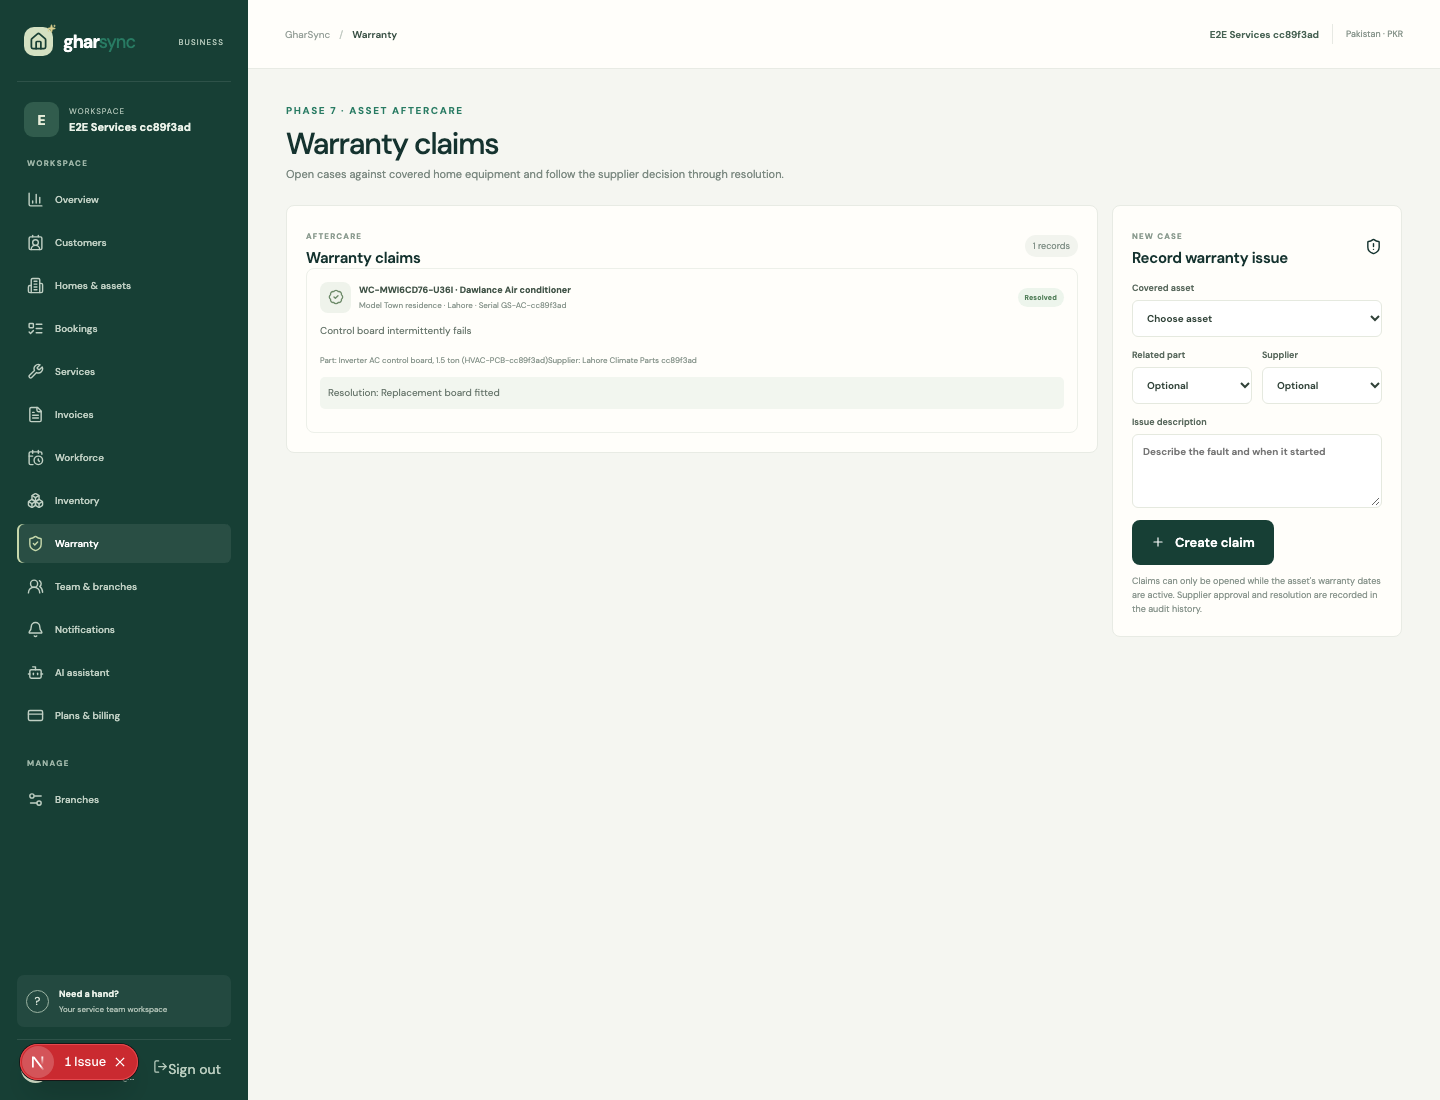 gharsync
BUSINESS
WORKSPACE
E
E2E Services cc89f3ad
WORKSPACE
Overview
Customers
Homes & assets
Bookings
Services
Invoices
Workforce
Inventory
Warranty
Team & branches
Notifications
AI assistant
Plans & billing
MANAGE
Branches
?
Need a hand?
Your service team workspace
N
1 Issue
Sign out
GharSync / Warranty
E2E Services cc89f3ad
Pakistan · PKR
PHASE 7 · ASSET AFTERCARE
Warranty claims
Open cases against covered home equipment and follow the supplier decision through resolution.
AFTERCARE
Warranty claims
1 records
WC-MWI6CD76-U36I · Dawlance Air conditioner
Model Town residence · Lahore · Serial GS-AC-cc89f3ad
Resolved
Control board intermittently fails
Part: Inverter AC control board, 1.5 ton (HVAC-PCB-cc89f3ad)Supplier: Lahore Climate Parts cc89f3ad
Resolution: Replacement board fitted
NEW CASE
Record warranty issue
Covered asset
Choose asset
Related part
Supplier
Optional
Optional
Issue description
Describe the fault and when it started
Create claim
Claims can only be opened while the asset's warranty dates
are active. Supplier approval and resolution are recorded in
the audit history.